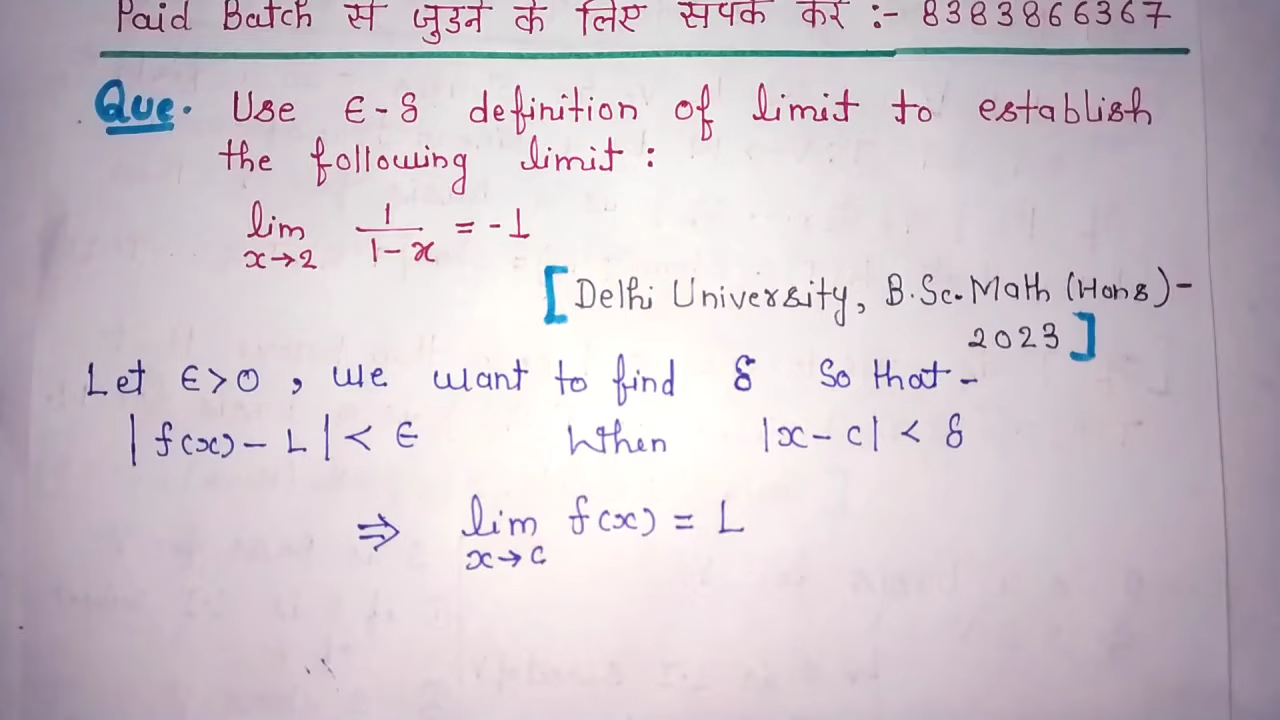 Paid Batch से जुडने के लिए संपर्क करें :- 8383866367
Que. Use ε-δ definition of limit to establish
the following limit :
lim x→2 1/(1-x) = -1
[Delhi University, B.Sc. Math (Hons)-
2023]
Let ε>0 , we want to find δ so that -
|f(x) - L| < ε When |x-c| < δ
⇒ lim x→c f(x) = L